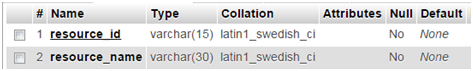 # Name Type Collation Attributes Null Default
1 resource_id varchar(15) latin1_swedish_ci No None
2 resource_name varchar(30) latin1_swedish_ci No None